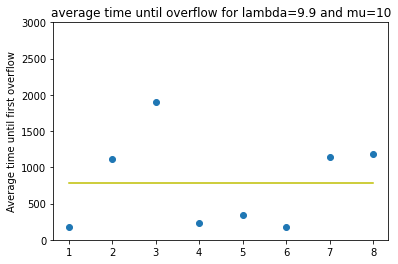 average time until overflow for lambda=9.9 and mu=10
Average time until first overflow
3000
2500
2000
1500
1000
500
0
1 2 3 4 5 6 7 8